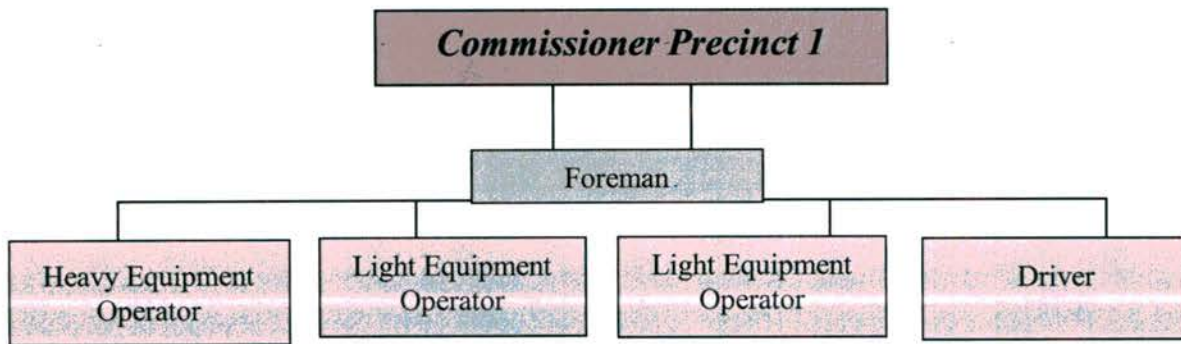 Commissioner Precinct 1
Foreman
Heavy Equipment
Operator
Light Equipment
Operator
Light Equipment
Operator
Driver